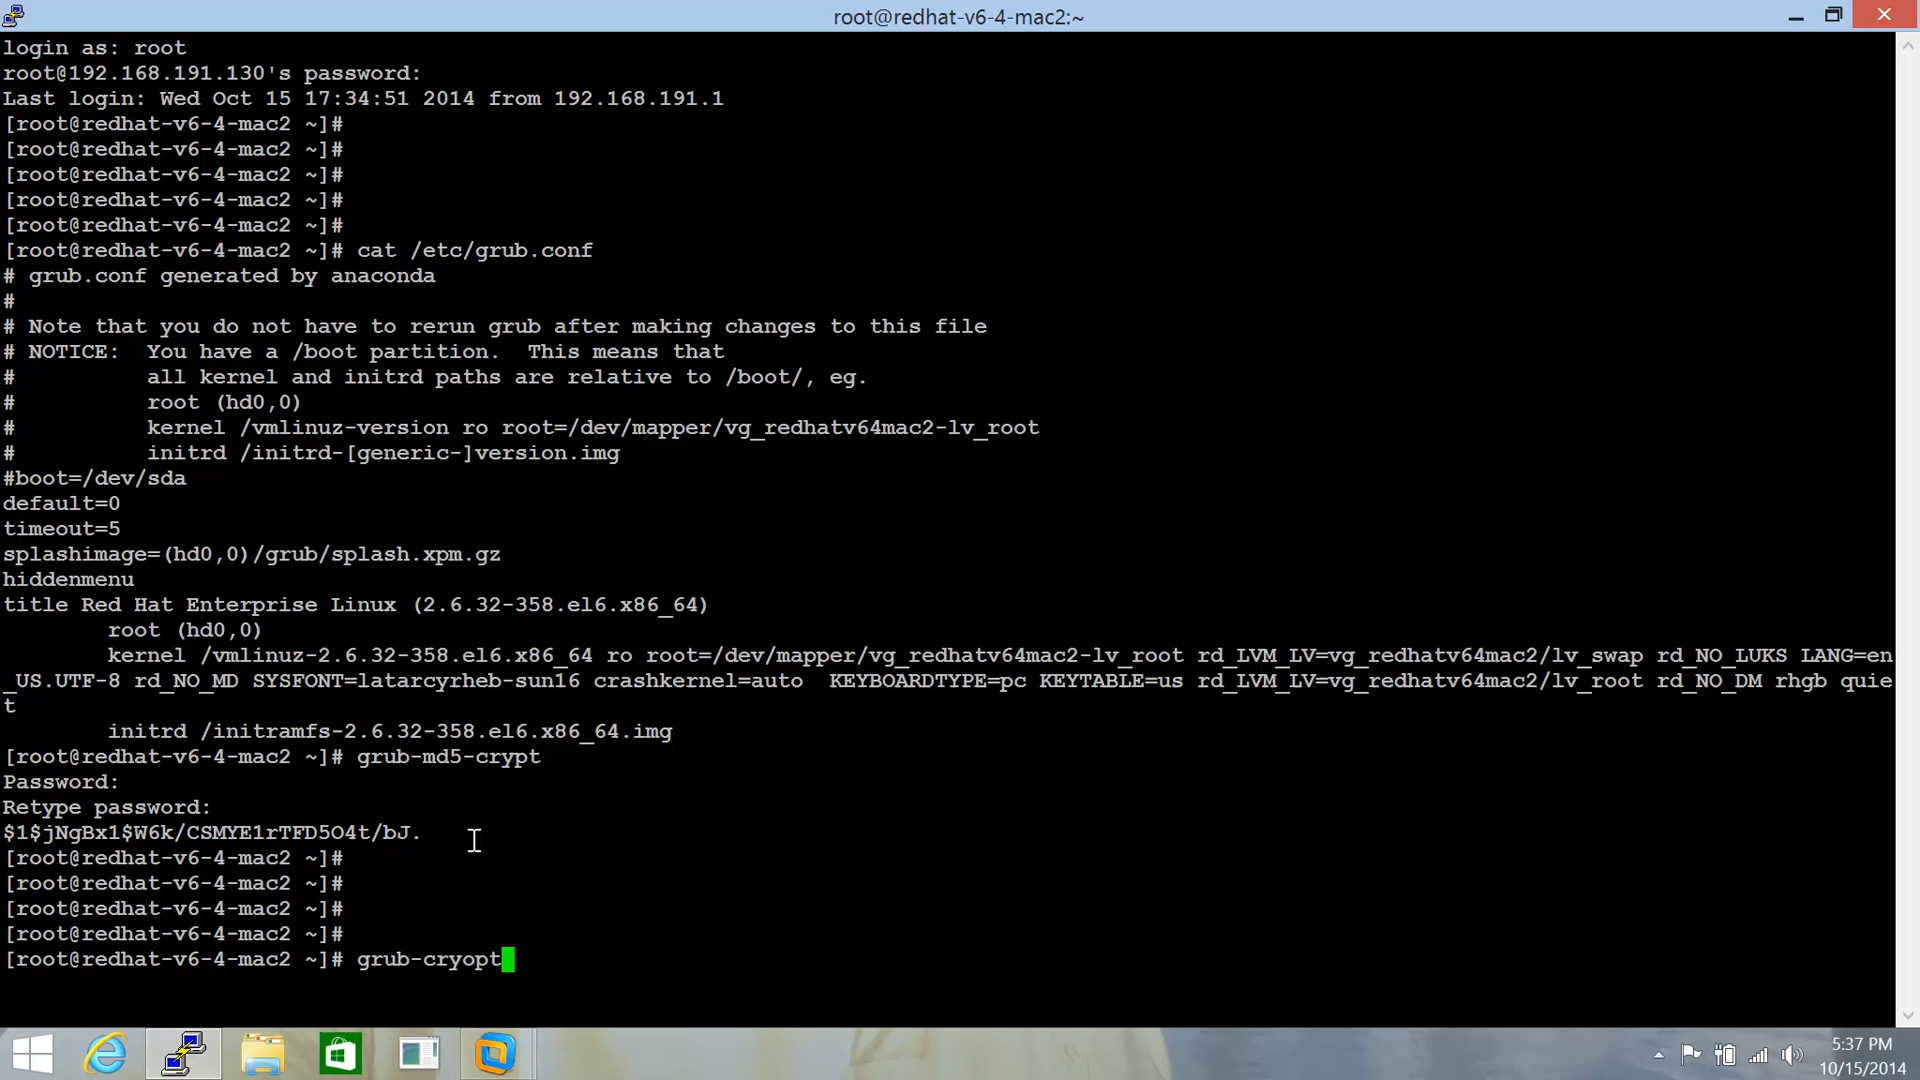 root@redhat-v6-4-mac2:~
login as: root
root@192.168.191.130's password:
Last login: Wed Oct 15 17:34:51 2014 from 192.168.191.1
[root@redhat-v6-4-mac2 ~]#
[root@redhat-v6-4-mac2 ~]#
[root@redhat-v6-4-mac2 ~]#
[root@redhat-v6-4-mac2 ~]#
[root@redhat-v6-4-mac2 ~]#
[root@redhat-v6-4-mac2 ~]# cat /etc/grub.conf
# grub.conf generated by anaconda
#
# Note that you do not have to rerun grub after making changes to this file
# NOTICE:  You have a /boot partition.  This means that
#          all kernel and initrd paths are relative to /boot/, eg.
#          root (hd0,0)
#          kernel /vmlinuz-version ro root=/dev/mapper/vg_redhatv64mac2-lv_root
#          initrd /initrd-[generic-]version.img
#boot=/dev/sda
default=0
timeout=5
splashimage=(hd0,0)/grub/splash.xpm.gz
hiddenmenu
title Red Hat Enterprise Linux (2.6.32-358.el6.x86_64)
        root (hd0,0)
        kernel /vmlinuz-2.6.32-358.el6.x86_64 ro root=/dev/mapper/vg_redhatv64mac2-lv_root rd_LVM_LV=vg_redhatv64mac2/lv_swap rd_NO_LUKS LANG=en
_US.UTF-8 rd_NO_MD SYSFONT=latarcyrheb-sun16 crashkernel=auto  KEYBOARDTYPE=pc KEYTABLE=us rd_LVM_LV=vg_redhatv64mac2/lv_root rd_NO_DM rhgb quie
t
        initrd /initramfs-2.6.32-358.el6.x86_64.img
[root@redhat-v6-4-mac2 ~]# grub-md5-crypt
Password:
Retype password:
$1$jNgBx1$W6k/CSMYE1rTFD5O4t/bJ.
[root@redhat-v6-4-mac2 ~]#
[root@redhat-v6-4-mac2 ~]#
[root@redhat-v6-4-mac2 ~]#
[root@redhat-v6-4-mac2 ~]#
[root@redhat-v6-4-mac2 ~]# grub-cryopt
5:37 PM
10/15/2014